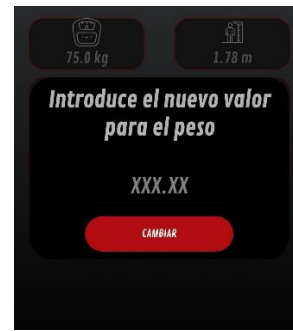 75.0 kg
1.78 m
Introduce el nuevo valor
para el peso
XXX.XX
CAMBIAR